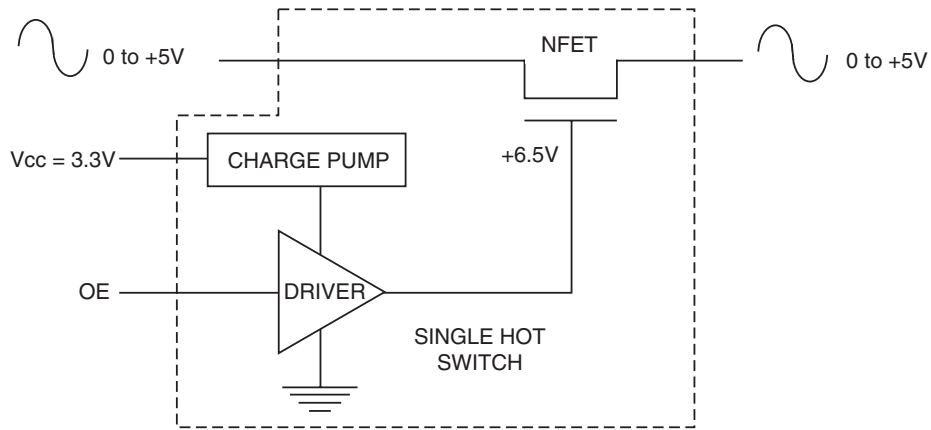 NFET
0 to +5V
0 to +5V
Vcc = 3.3V
CHARGE PUMP
+6.5V
OE
DRIVER
SINGLE HOT
SWITCH